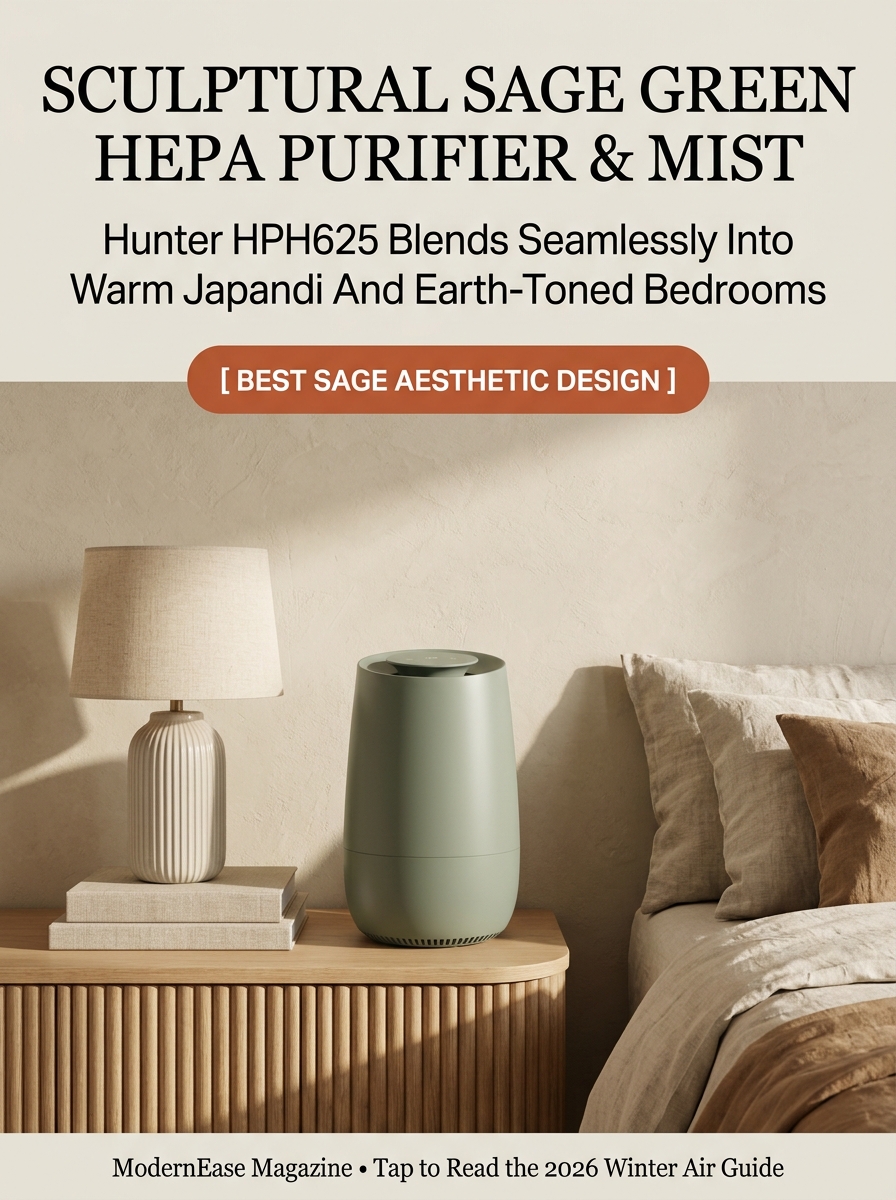 SCULPTURAL SAGE GREEN
HEPA PURIFIER & MIST
Hunter HPH625 Blends Seamlessly Into
Warm Japandi And Earth-Toned Bedrooms
[ BEST SAGE AESTHETIC DESIGN ]
ModernEase Magazine • Tap to Read the 2026 Winter Air Guide